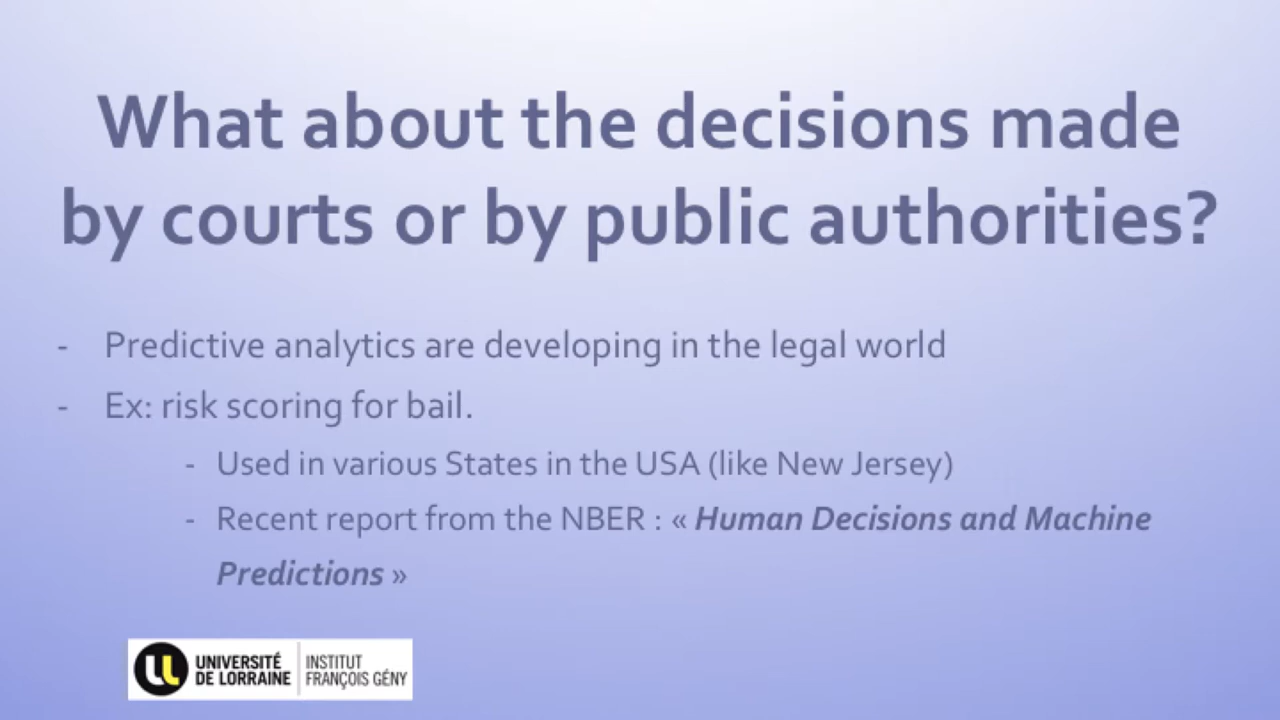 What about the decisions made
by courts or by public authorities?
- Predictive analytics are developing in the legal world
- Ex: risk scoring for bail.
- Used in various States in the USA (like New Jersey)
- Recent report from the NBER : « Human Decisions and Machine
Predictions »
UNIVERSITÉ
DE LORRAINE
INSTITUT
FRANÇOIS GÉNY